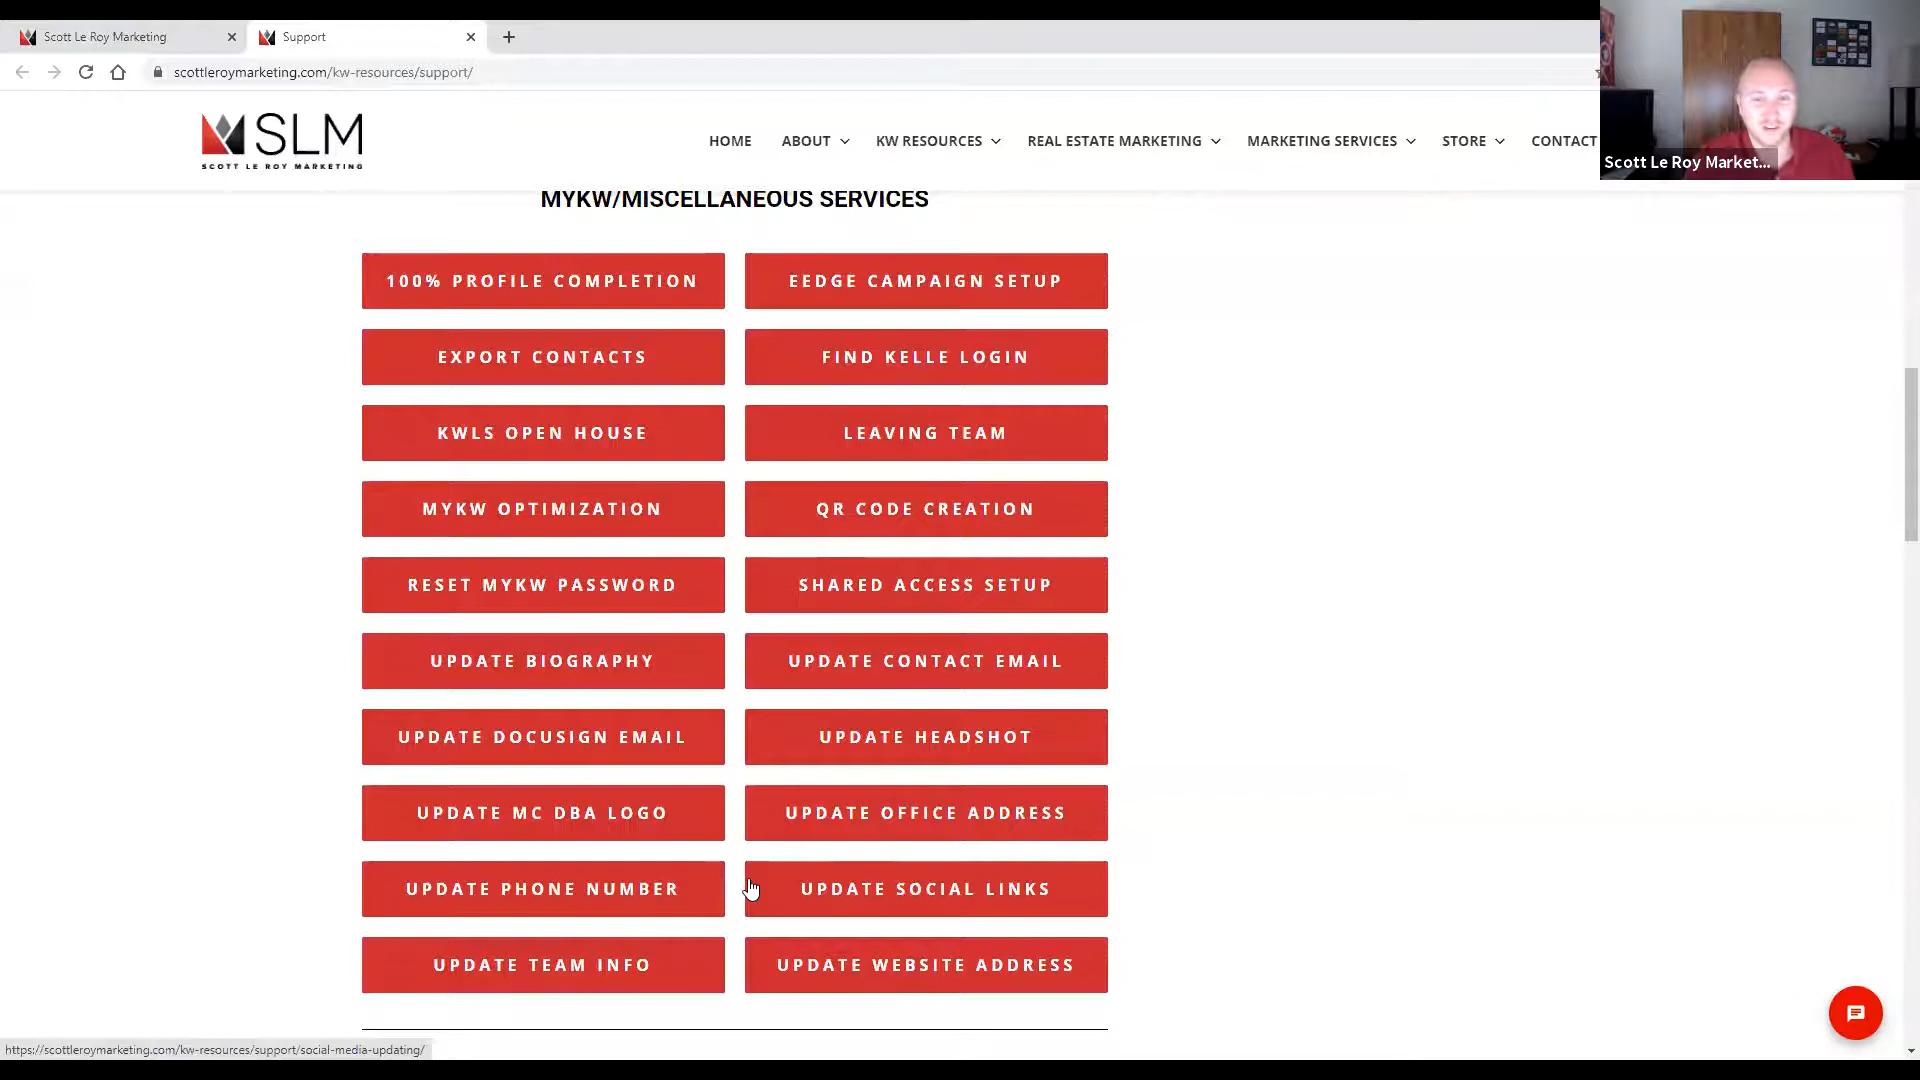 Scott Le Roy Marketing
Support
scottleroymarketing.com/kw-resources/support/
SLM
SCOTT LE ROY MARKETING
HOME ABOUT KW RESOURCES REAL ESTATE MARKETING MARKETING SERVICES STORE CONTACT
Scott Le Roy Market...
MYKW/MISCELLANEOUS SERVICES
100% PROFILE COMPLETION
EEDGE CAMPAIGN SETUP
EXPORT CONTACTS
FIND KELLE LOGIN
KWLS OPEN HOUSE
LEAVING TEAM
MYKW OPTIMIZATION
QR CODE CREATION
RESET MYKW PASSWORD
SHARED ACCESS SETUP
UPDATE BIOGRAPHY
UPDATE CONTACT EMAIL
UPDATE DOCUSIGN EMAIL
UPDATE HEADSHOT
UPDATE MC DBA LOGO
UPDATE OFFICE ADDRESS
UPDATE PHONE NUMBER
UPDATE SOCIAL LINKS
UPDATE TEAM INFO
UPDATE WEBSITE ADDRESS
https://scottleroymarketing.com/kw-resources/support/social-media-updating/